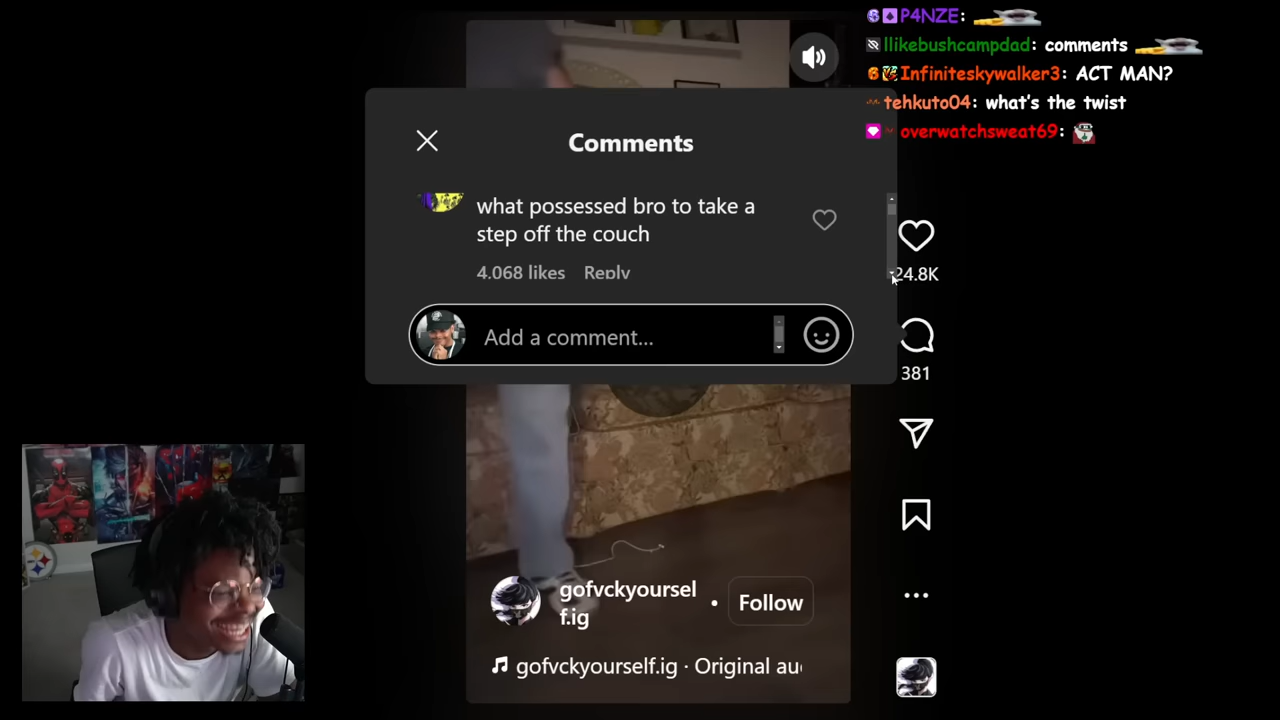 P4NZE:
llikebushcampdad: comments
Infiniteskywalker3: ACT MAN?
tehkuto04: what's the twist
overwatchsweat69:
Comments
what possessed bro to take a
step off the couch
4,068 likes Reply
Add a comment...
24.8K
381
gofvckyoursel
f.ig
• Follow
gofvckyourself.ig · Original au